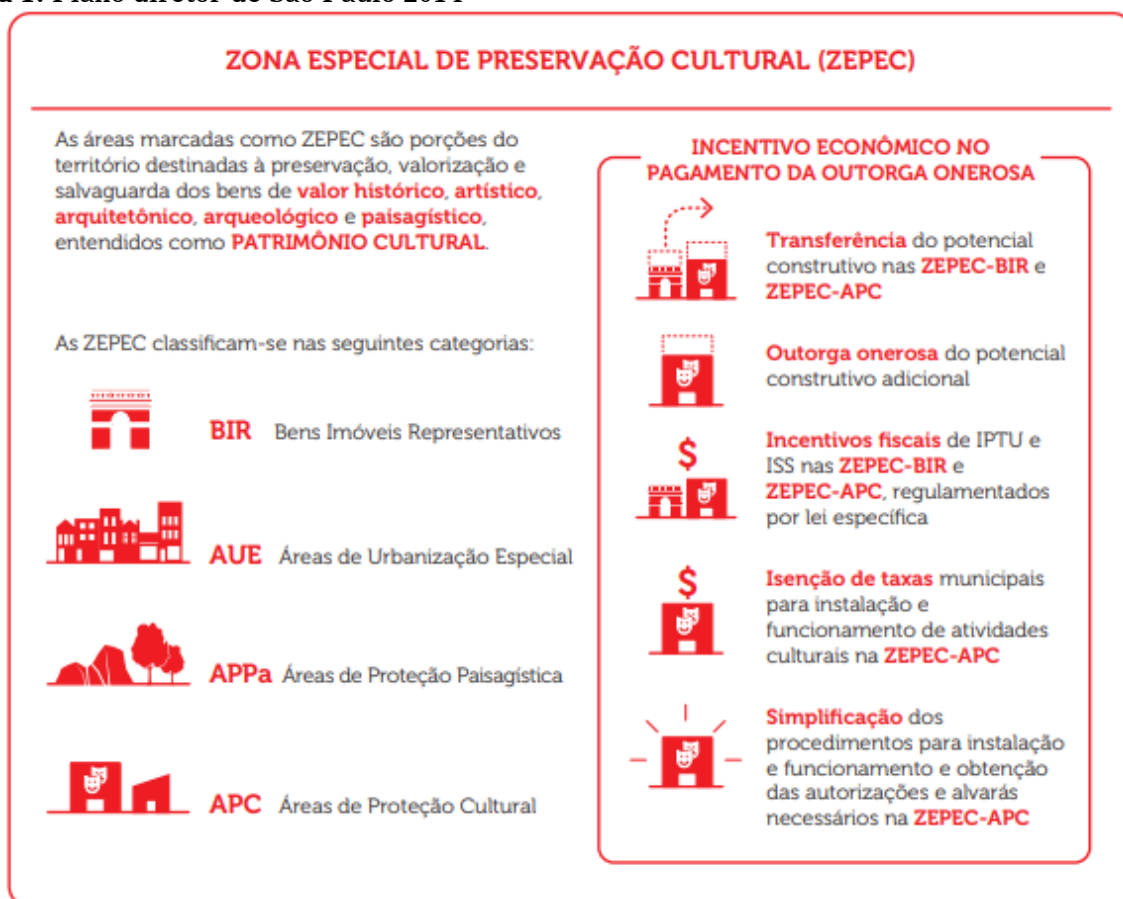 ZONA ESPECIAL DE PRESERVAÇÃO CULTURAL (ZEPEC)
As áreas marcadas como ZEPEC são porções do
território destinadas à preservação, valorização e
salvaguarda dos bens de valor histórico, artístico,
arquitetônico, arqueológico e paisagístico,
entendidos como PATRIMÔNIO CULTURAL.
As ZEPEC classificam-se nas seguintes categorias:
BIR Bens Imóveis Representativos
AUE Áreas de Urbanização Especial
APPa Áreas de Proteção Paisagística
APC Áreas de Proteção Cultural
INCENTIVO ECONÔMICO NO
PAGAMENTO DA OUTORGA ONEROSA
Transferência do potencial
construtivo nas ZEPEC-BIR e
ZEPEC-APC
Outorga onerosa do potencial
construtivo adicional
$
Incentivos fiscais de IPTU e
ISS nas ZEPEC-BIR e
ZEPEC-APC, regulamentados
por lei específica
$
Isenção de taxas municipais
para instalação e
funcionamento de atividades
culturais na ZEPEC-APC
Simplificação dos
procedimentos para instalação
e funcionamento e obtenção
das autorizações e alvarás
necessários na ZEPEC-APC